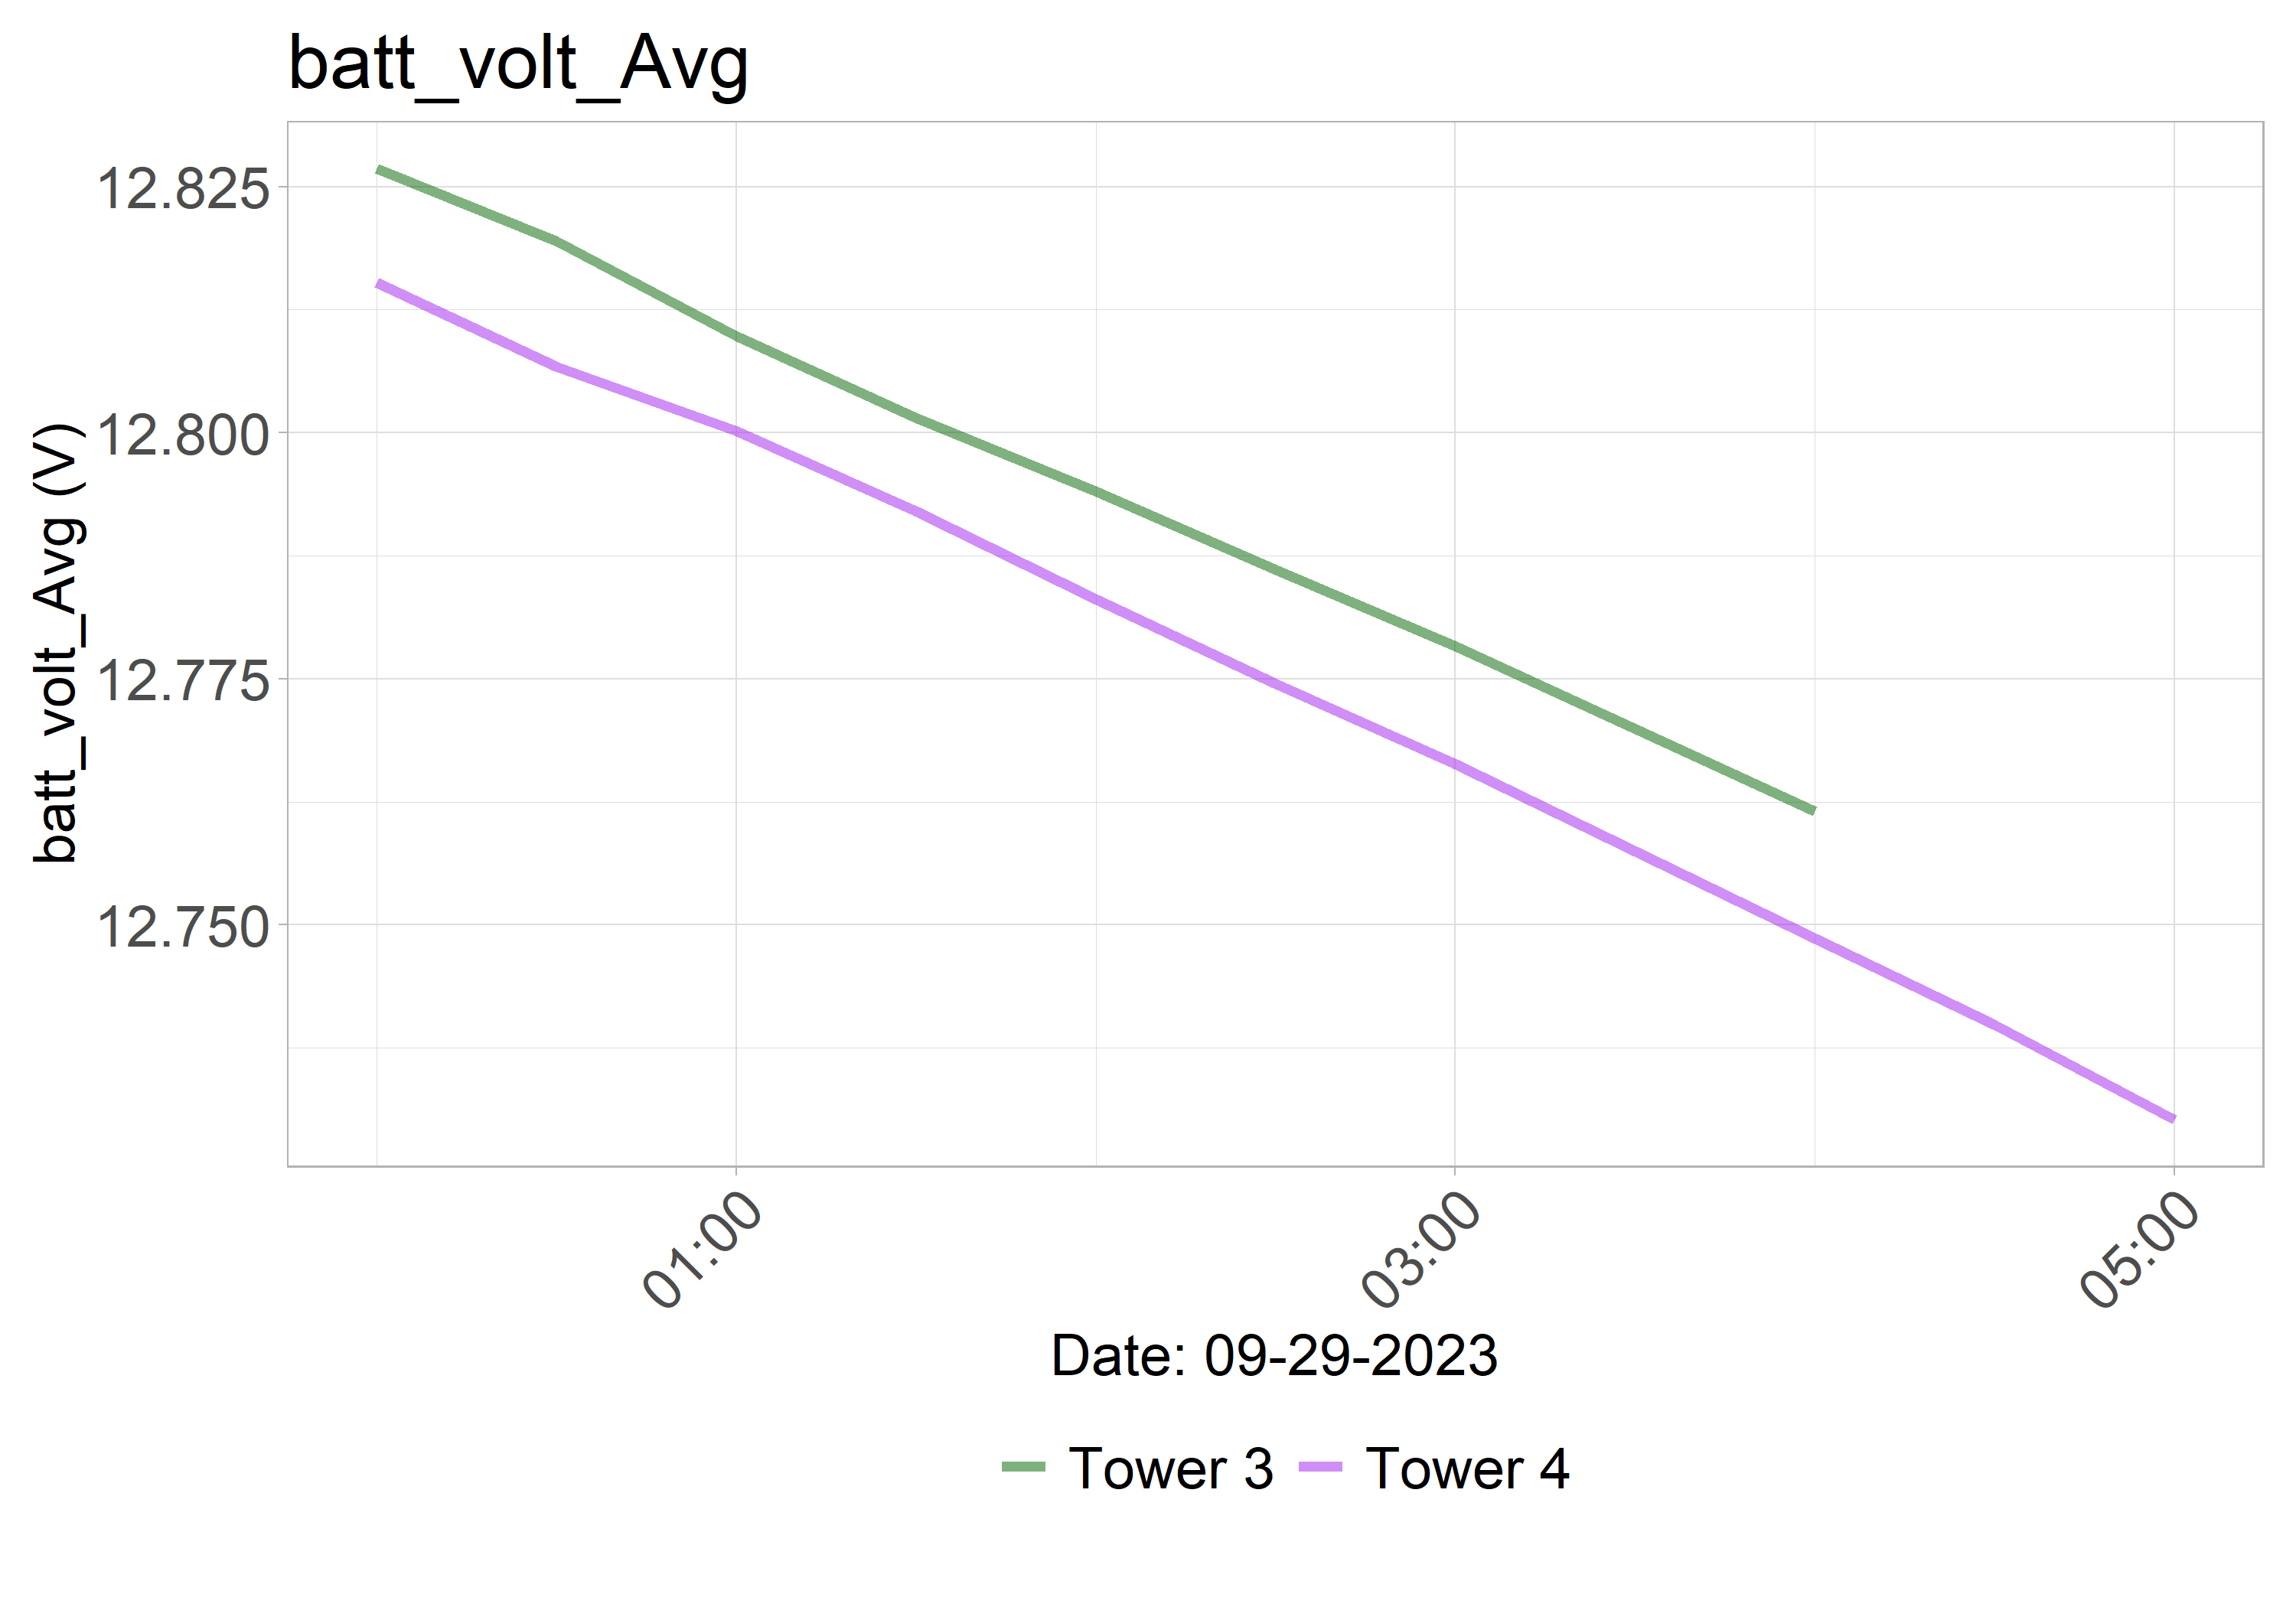 batt_volt_Avg
batt_volt_Avg (V)
12.825
12.800
12.775
12.750
01:00
03:00
05:00
Date: 09-29-2023
Tower 3
Tower 4